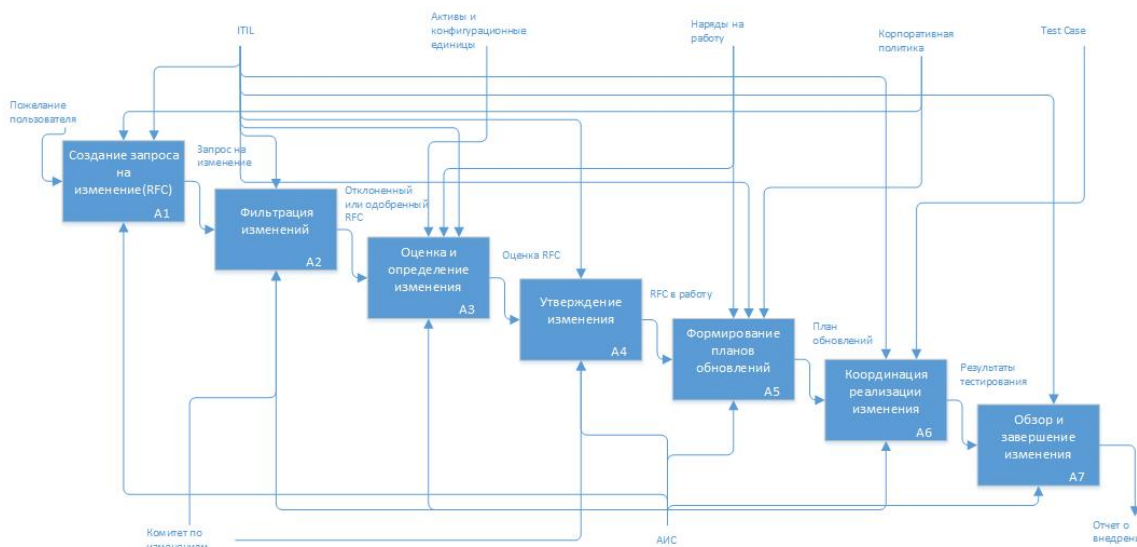 ITIL
Активы и
конфигурационные
единицы
Наряды на
работу
Корпоративная
политика
Test Case
Пожелание
пользователя
Создание запроса
на
изменение(RFC)
A1
Запрос на
изменение
Фильтрация
изменений
A2
Отклоненный
или одобренный
RFC
Оценка и
определение
изменения
A3
Оценка RFC
Утверждение
изменения
A4
RFC в работу
Формирование
планов
обновлений
A5
План
обновлений
Координация
реализации
изменения
A6
Результаты
тестирования
Обзор и
завершение
изменения
A7
Комитет по
изменениям
АИС
Отчет о
внедрени